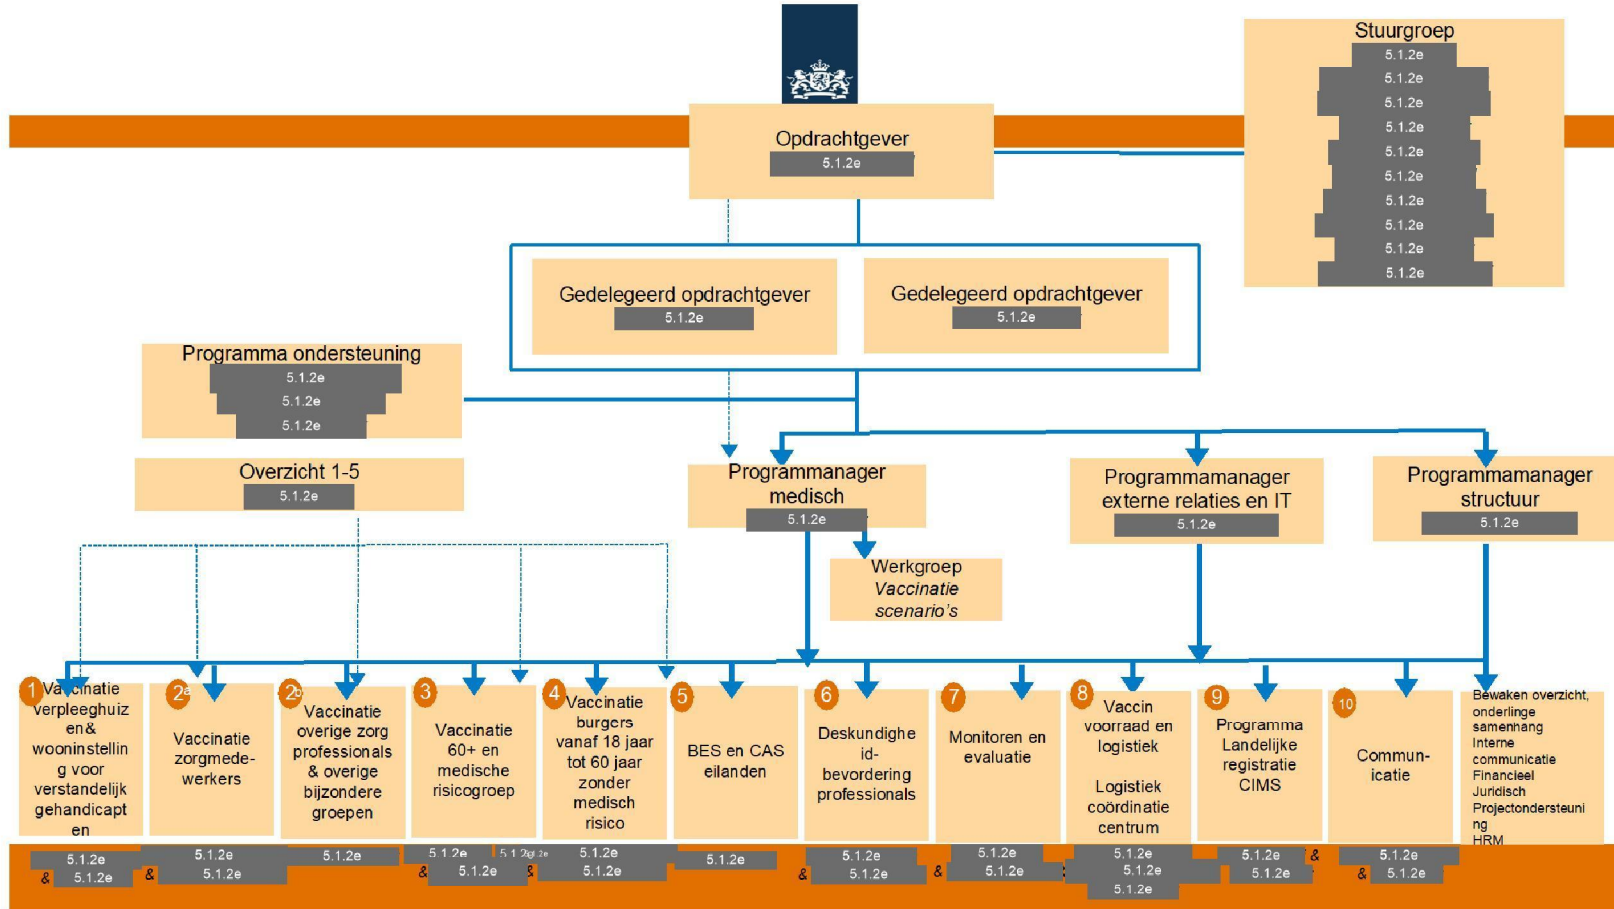 Stuurgroep
5.1.2e
5.1.2e
5.1.2e
5.1.2e
5.1.2e
5.1.2e
5.1.2e
5.1.2e
5.1.2e
5.1.2e
Opdrachtgever
5.1.2e
Gedelegeerd opdrachtgever
5.1.2e
Gedelegeerd opdrachtgever
5.1.2e
Programma ondersteuning
5.1.2e
5.1.2e
5.1.2e
Overzicht 1-5
5.1.2e
Programmanager
medisch
5.1.2e
Programmamanager
externe relaties en IT
5.1.2e
Programmamanager
structuur
5.1.2e
Werkgroep
Vaccinatie
scenario's
1
Vaccinatie
verpleeghuiz
en&
wooninstellin
g voor
verstandelijk
gehandicapt
en
2a
Vaccinatie
zorgmede-
werkers
2b
Vaccinatie
overige zorg
professionals
& overige
bijzondere
groepen
3
Vaccinatie
60+ en
medische
risicogroep
4
Vaccinatie
burgers
vanaf 18 jaar
tot 60 jaar
zonder
medisch
risico
5
BES en CAS
eilanden
6
Deskundighe
id-
bevordering
professionals
7
Monitoren en
evaluatie
8
Vaccin
voorraad en
logistiek
Logistiek
coördinatie
centrum
9
Programma
Landelijke
registratie
CIMS
10
Commun-
icatie
Bewaken overzicht,
onderlinge
samenhang
Interne
communicatie
Financieel
Juridisch
Projectondersteuni
ng
HRM
5.1.2e
& 5.1.2e
5.1.2e
& 5.1.2e
5.1.2e
5.1.2e
& 5.1.2e
5.1.2e
& 5.1.2e
5.1.2e
5.1.2e
& 5.1.2e
5.1.2e
& 5.1.2e
5.1.2e
5.1.2e
5.1.2e
5.1.2e &
& 5.1.2e
5.1.2e
& 5.1.2e